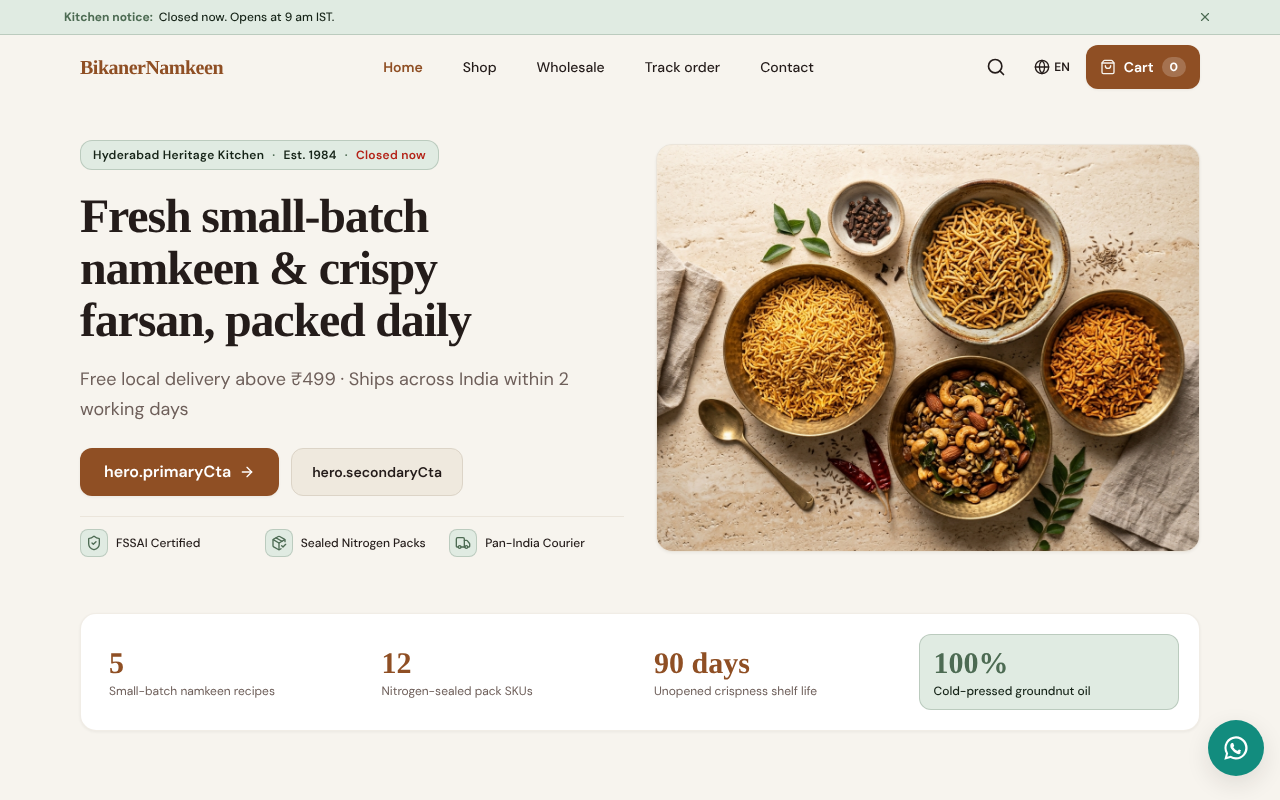 Kitchen notice: Closed now. Opens at 9 am IST.
BikanerNamkeen
Home
Shop
Wholesale
Track order
Contact
EN
Cart 0
Hyderabad Heritage Kitchen · Est. 1984 · Closed now
Fresh small-batch
namkeen & crispy
farsan, packed daily
Free local delivery above ₹499 · Ships across India within 2
working days
hero.primaryCta
hero.secondaryCta
FSSAI Certified
Sealed Nitrogen Packs
Pan-India Courier
5
Small-batch namkeen recipes
12
Nitrogen-sealed pack SKUs
90 days
Unopened crispness shelf life
100%
Cold-pressed groundnut oil